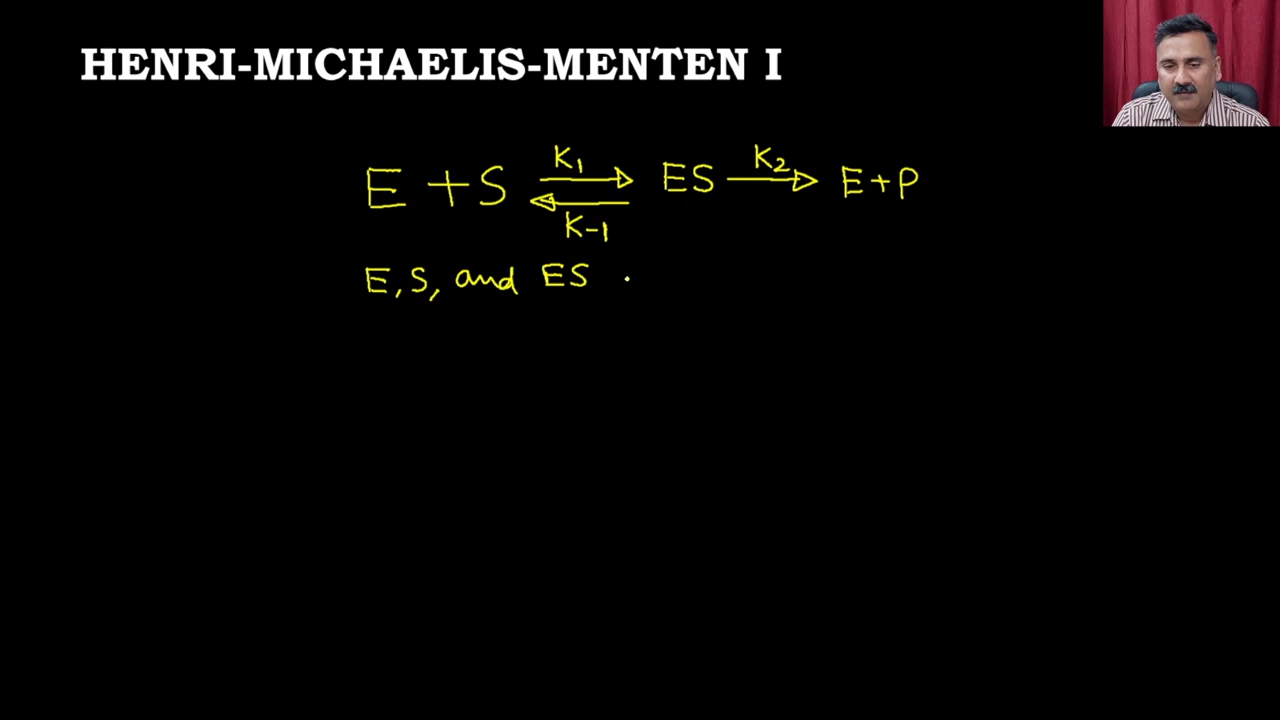 HENRI-MICHAELIS-MENTEN I
E + S ⇌ ES → E + P
K1
K2
K-1
E, S, and ES